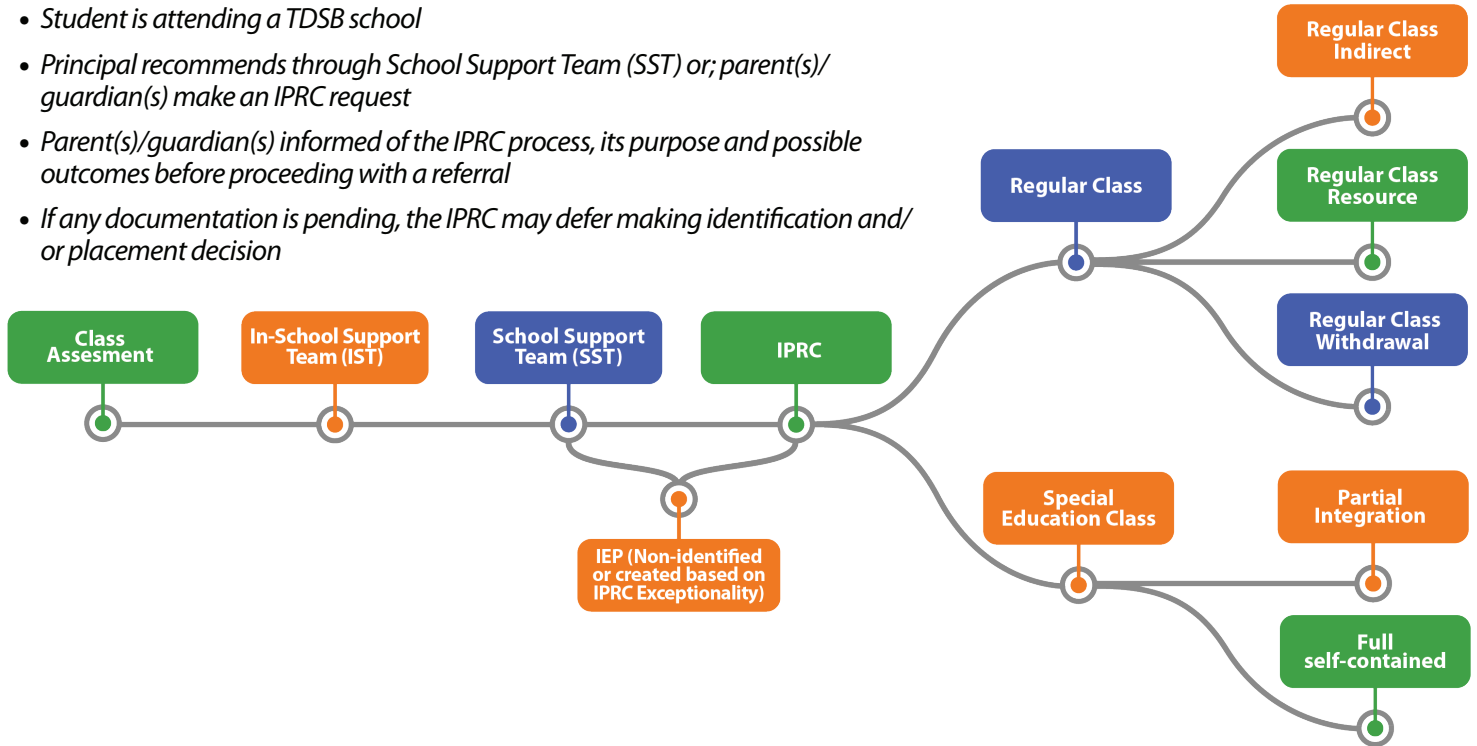 • Student is attending a TDSB school
• Principal recommends through School Support Team (SST) or; parent(s)/
guardian(s) make an IPRC request
• Parent(s)/guardian(s) informed of the IPRC process, its purpose and possible
outcomes before proceeding with a referral
• If any documentation is pending, the IPRC may defer making identification and/
or placement decision
Class
Assesment
In-School Support
Team (IST)
School Support
Team (SST)
IPRC
IEP (Non-identified
or created based on
IPRC Exceptionality)
Regular Class
Regular Class
Indirect
Regular Class
Resource
Regular Class
Withdrawal
Special
Education Class
Partial
Integration
Full
self-contained